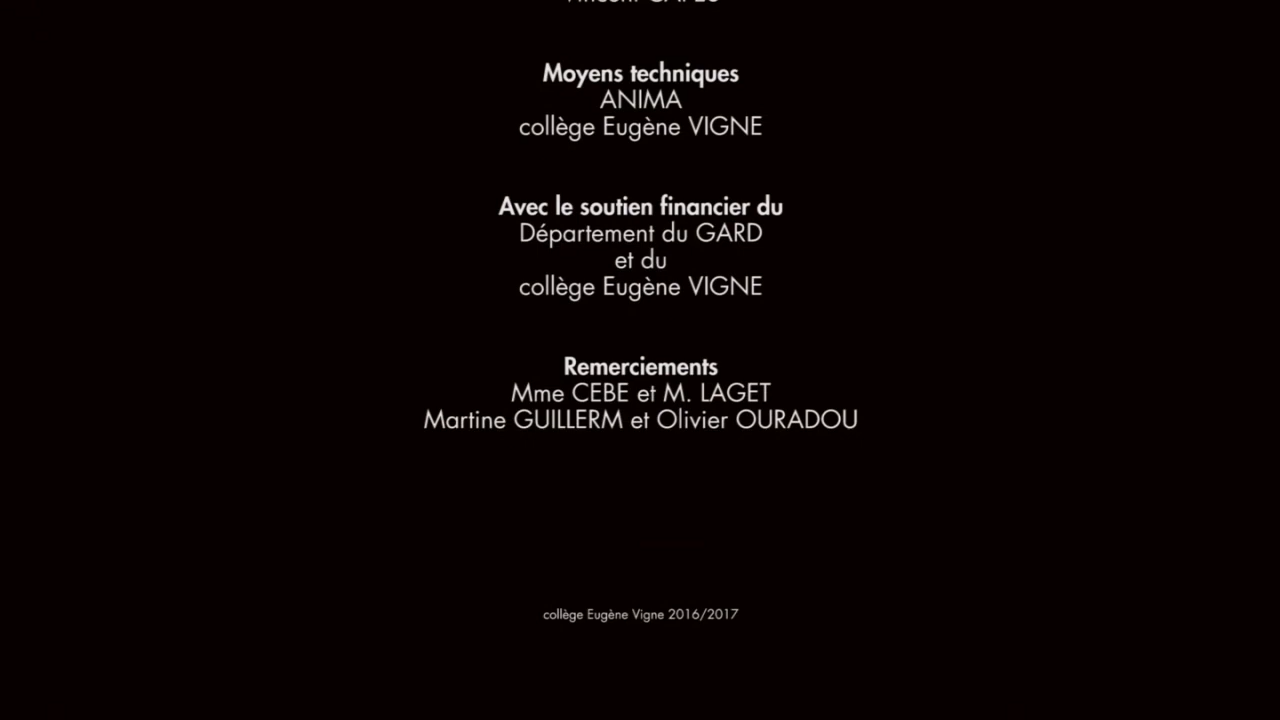 Moyens techniques
ANIMA
collège Eugène VIGNE
Avec le soutien financier du
Département du GARD
et du
collège Eugène VIGNE
Remerciements
Mme CEBE et M. LAGET
Martine GUILLERM et Olivier OURADOU
collège Eugène Vigne 2016/2017